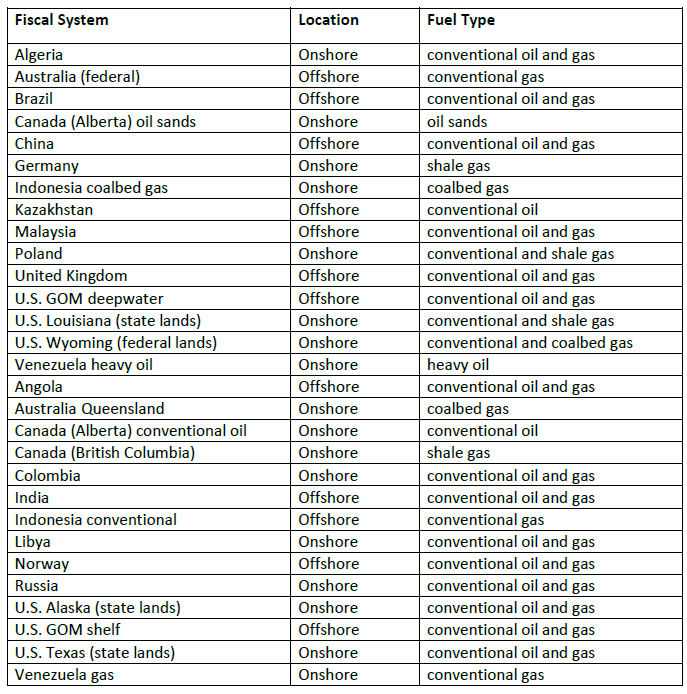 Fiscal System Location Fuel Type
Algeria Onshore conventional oil and gas
Australia (federal) Offshore conventional gas
Brazil Offshore conventional oil and gas
Canada (Alberta) oil sands Onshore oil sands
China Offshore conventional oil and gas
Germany Onshore shale gas
Indonesia coalbed gas Onshore coalbed gas
Kazakhstan Offshore conventional oil
Malaysia Offshore conventional oil and gas
Poland Onshore conventional and shale gas
United Kingdom Offshore conventional oil and gas
U.S. GOM deepwater Offshore conventional oil and gas
U.S. Louisiana (state lands) Onshore conventional and shale gas
U.S. Wyoming (federal lands) Onshore conventional and coalbed gas
Venezuela heavy oil Onshore heavy oil
Angola Offshore conventional oil and gas
Australia Queensland Onshore coalbed gas
Canada (Alberta) conventional oil Onshore conventional oil
Canada (British Columbia) Onshore shale gas
Colombia Onshore conventional oil and gas
India Offshore conventional oil and gas
Indonesia conventional Offshore conventional gas
Libya Onshore conventional oil and gas
Norway Offshore conventional oil and gas
Russia Onshore conventional oil and gas
U.S. Alaska (state lands) Onshore conventional oil and gas
U.S. GOM shelf Offshore conventional oil and gas
U.S. Texas (state lands) Onshore conventional oil and gas
Venezuela gas Onshore conventional gas